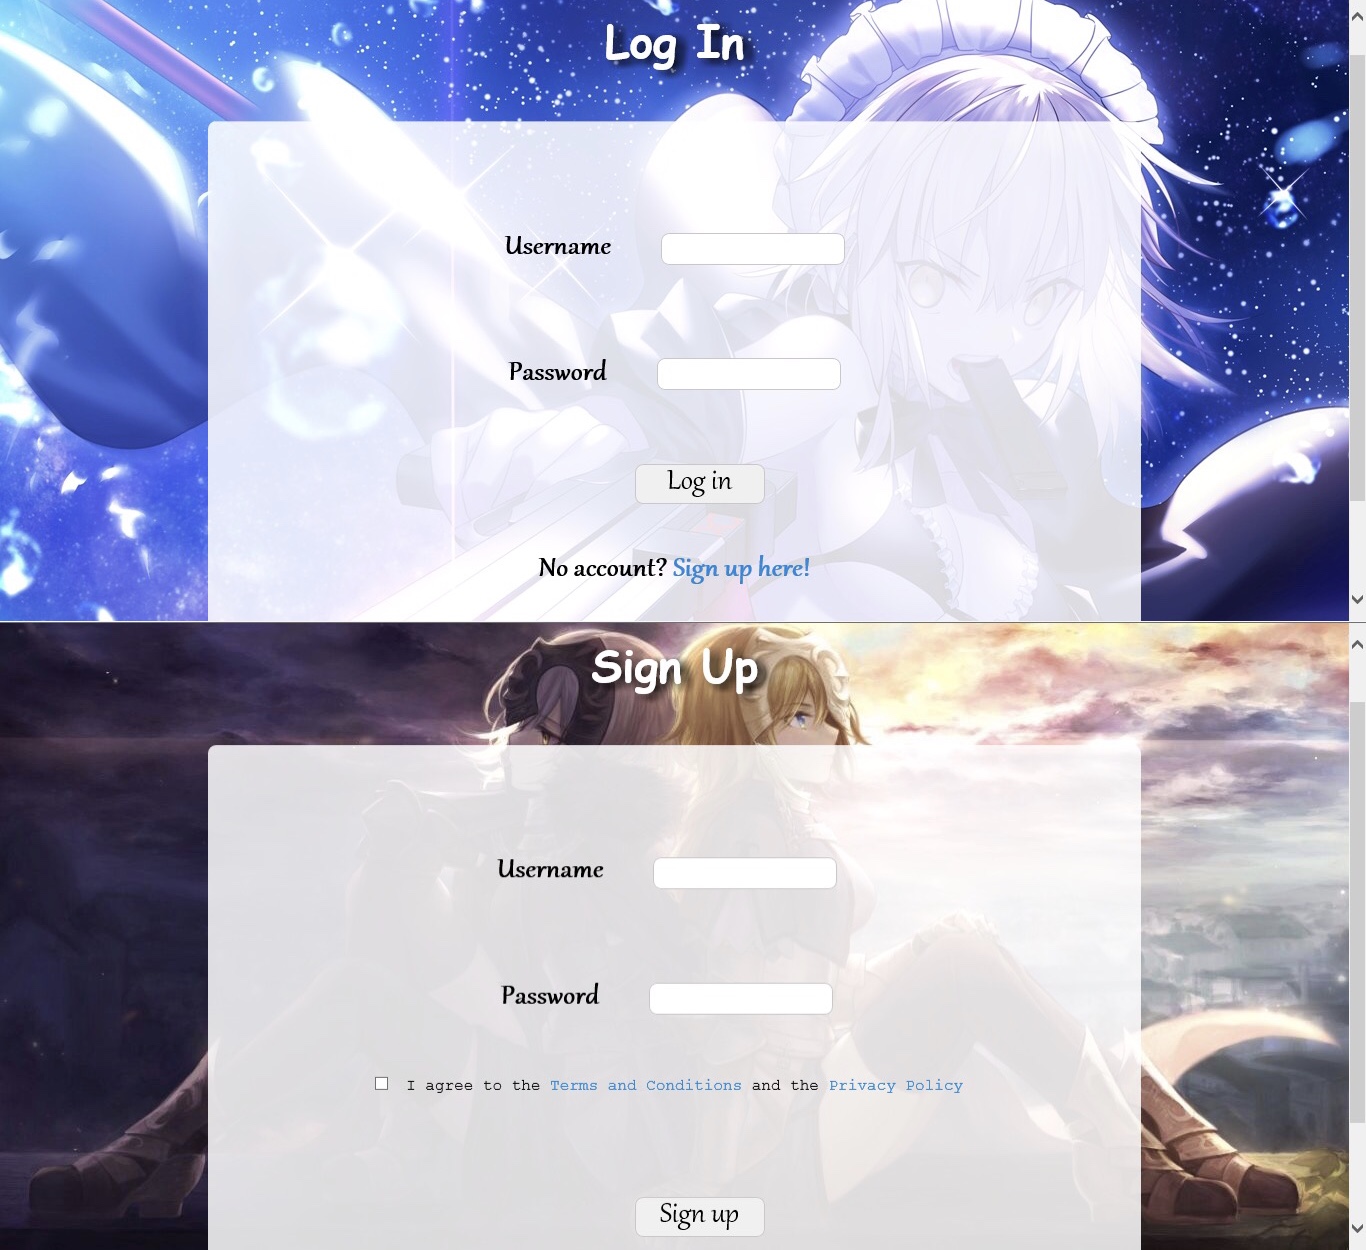 Log In
Username
Password
Log in
No account? Sign up here!
Sign Up
Username
Password
I agree to the Terms and Conditions and the Privacy Policy
Sign up